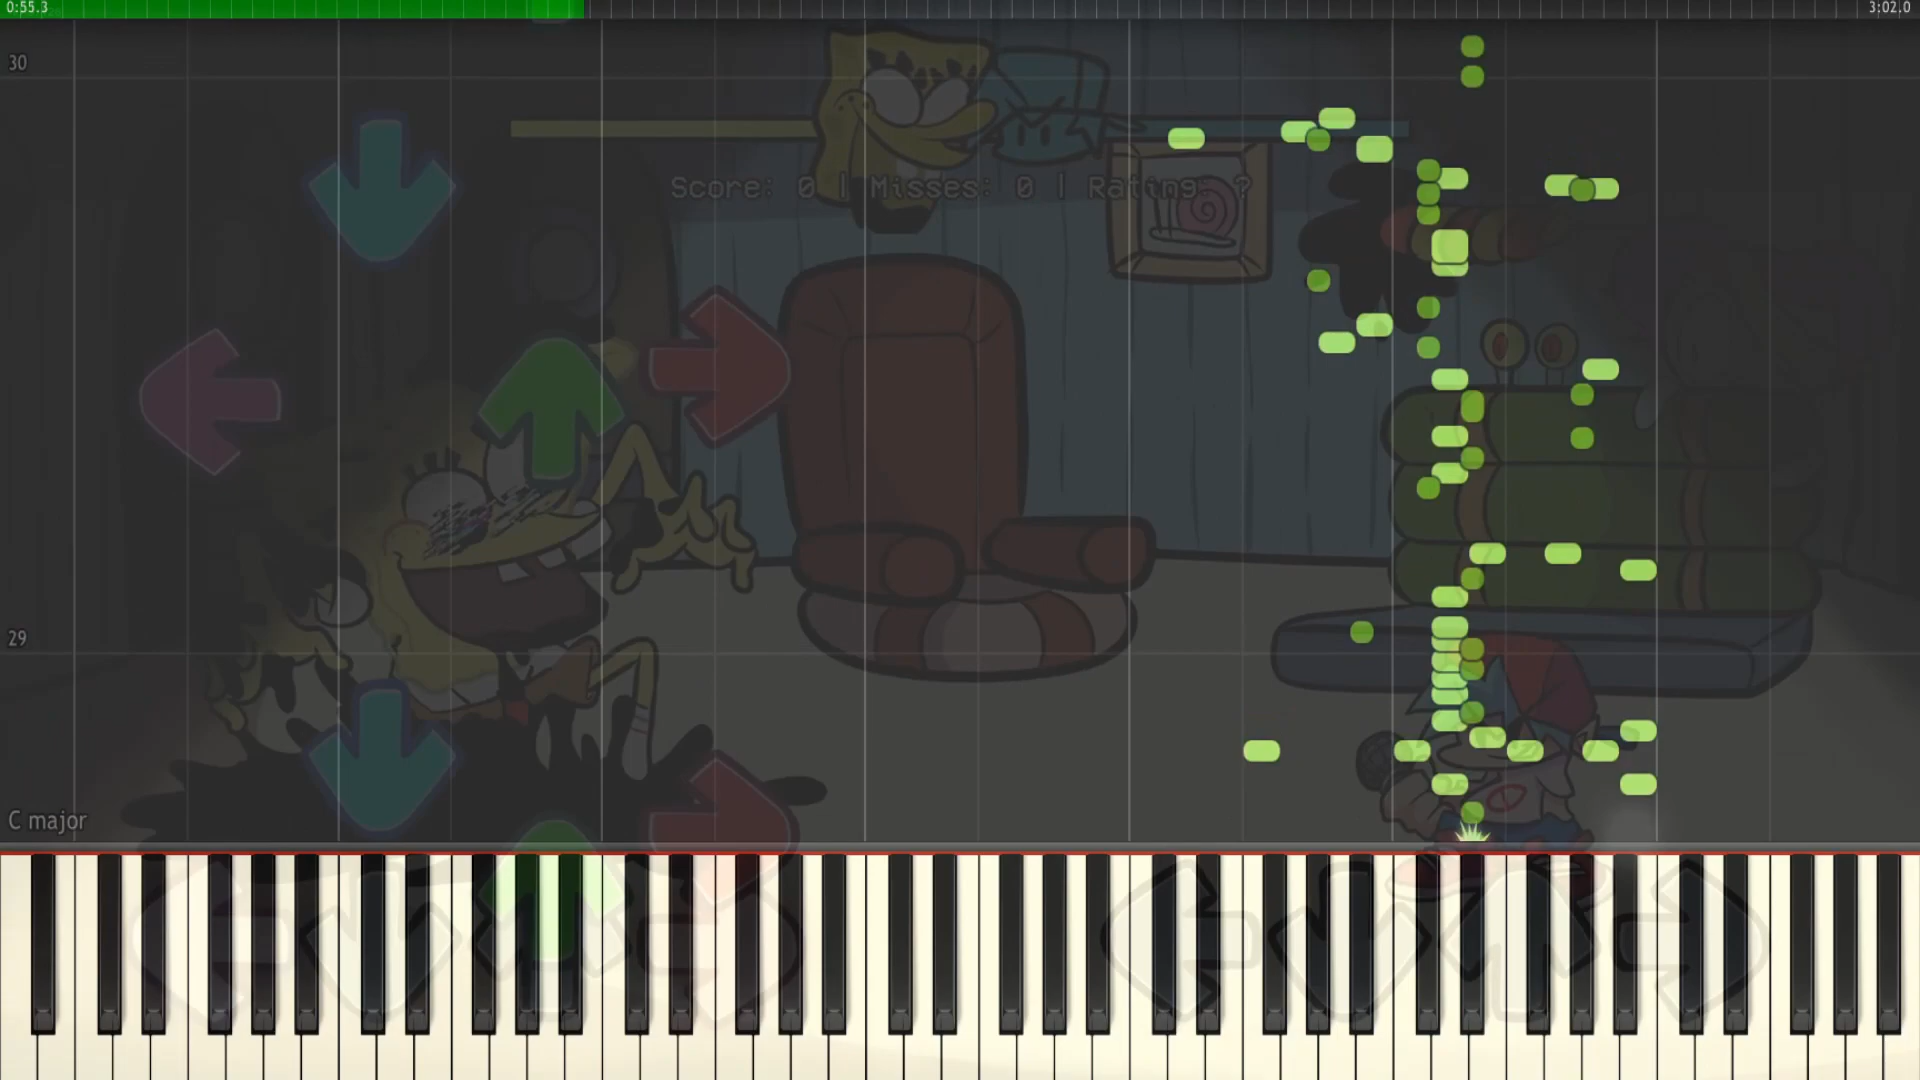 0:55.3 3:02.0
30
Score: 0 | Misses: 0 | Rating: ?
29
C major